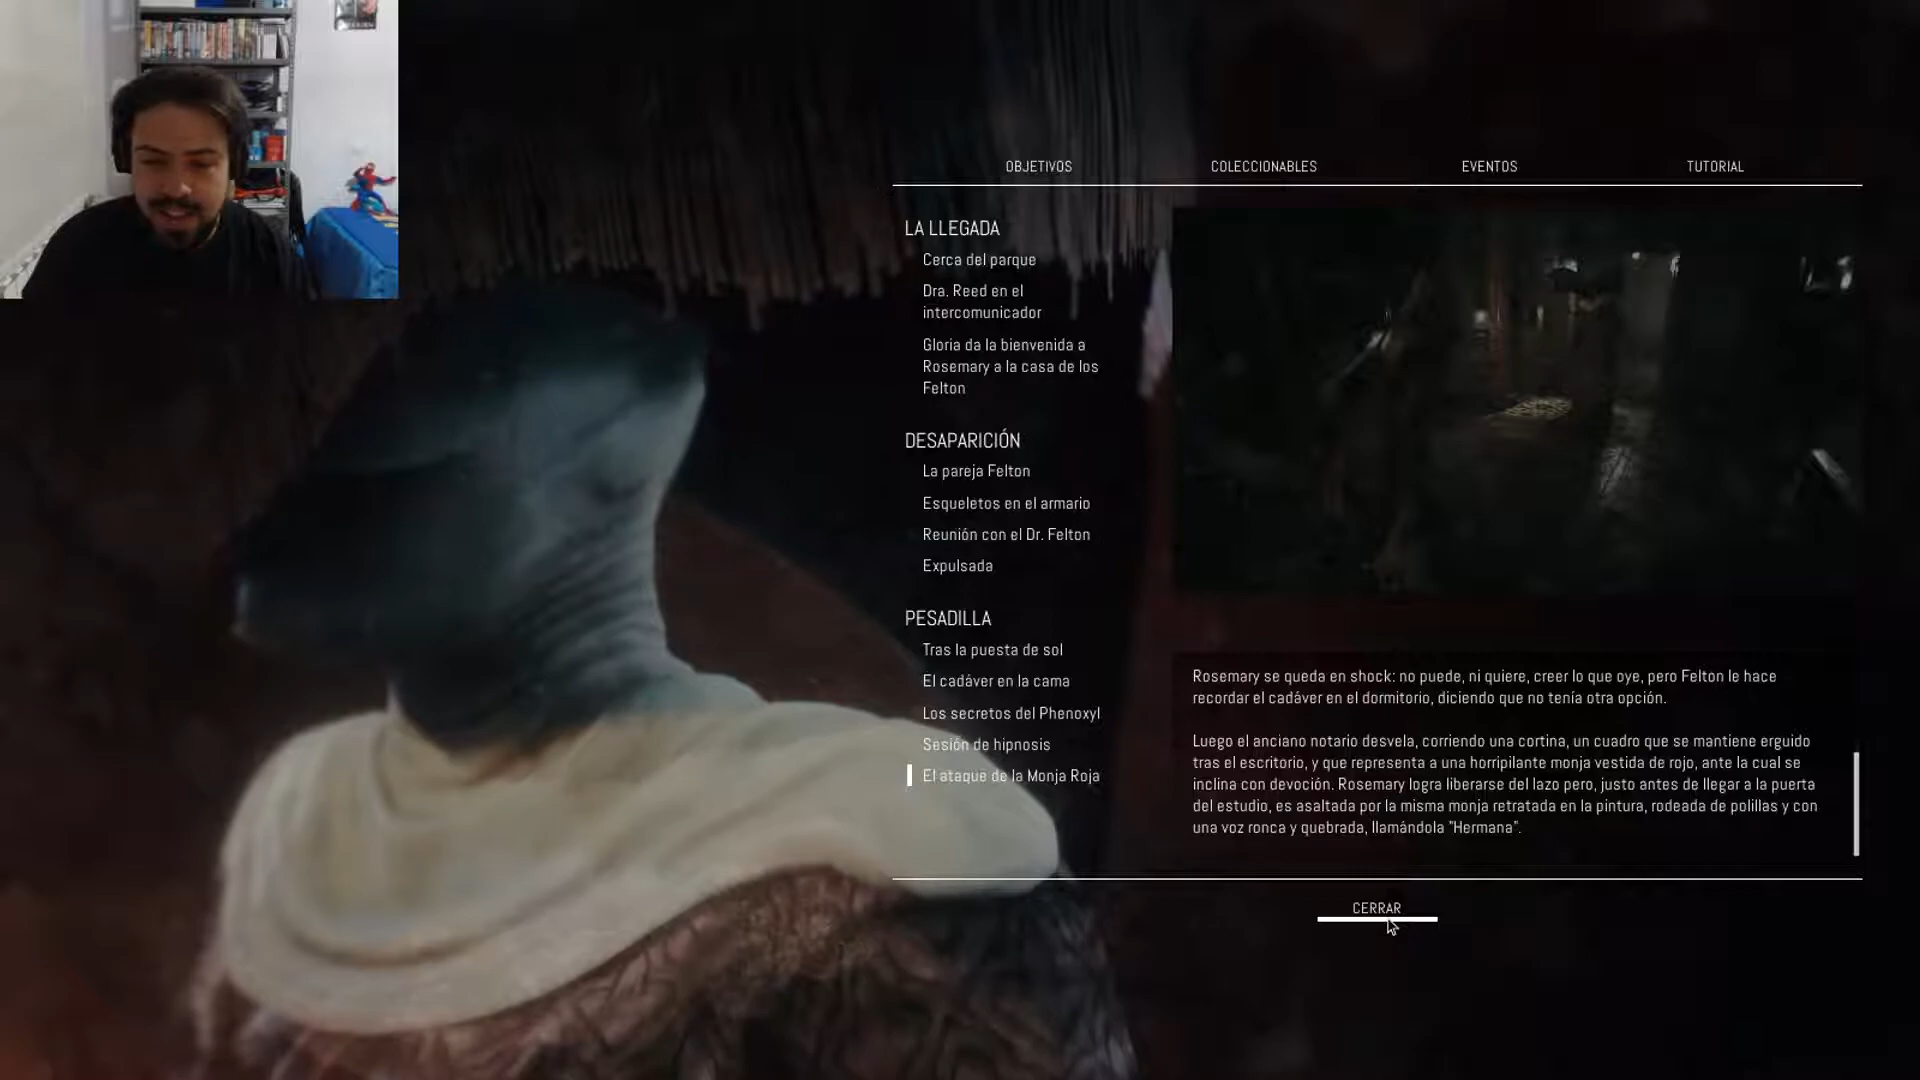 OBJETIVOS COLECCIONABLES EVENTOS TUTORIAL
LA LLEGADA
Cerca del parque
Dra. Reed en el
intercomunicador
Gloria da la bienvenida a
Rosemary a la casa de los
Felton
DESAPARICIÓN
La pareja Felton
Esqueletos en el armario
Reunión con el Dr. Felton
Expulsada
PESADILLA
Tras la puesta de sol
El cadáver en la cama
Los secretos del Phenoxyl
Sesión de hipnosis
El ataque de la Monja Roja
Rosemary se queda en shock: no puede, ni quiere, creer lo que oye, pero Felton le hace
recordar el cadáver en el dormitorio, diciendo que no tenía otra opción.
Luego el anciano notario desvela, corriendo una cortina, un cuadro que se mantiene erguido
tras el escritorio, y que representa a una horripilante monja vestida de rojo, ante la cual se
inclina con devoción. Rosemary logra liberarse del lazo pero, justo antes de llegar a la puerta
del estudio, es asaltada por la misma monja retratada en la pintura, rodeada de polillas y con
una voz ronca y quebrada, llamándola "Hermana".
CERRAR